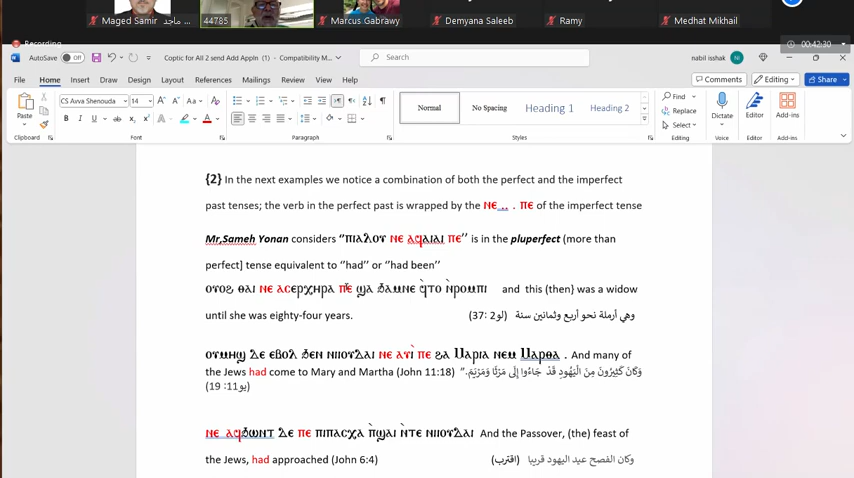 Maged Samir ماجد ...
44785
Marcus Gabrawy
Demyana Saleeb
Ramy
Medhat Mikhail
Recording
00:42:30
AutoSave Off
Coptic for All 2 send Add Appln (1) - Compatibility M...
Search
nabil isshak
NI
File Home Insert Draw Design Layout References Mailings Review View Help
Comments Editing Share
Paste
CS Avva Shenouda 14
Normal
No Spacing
Heading 1
Heading 2
Find
Replace
Select
Dictate
Editor
Add-ins
Clipboard
Font
Paragraph
Styles
Editing
Voice
Editor
Add-ins
{2} In the next examples we notice a combination of both the perfect and the imperfect
past tenses; the verb in the perfect past is wrapped by the ⲛⲉ... . ⲡⲉ of the imperfect tense
Mr,Sameh Yonan considers "ⲡⲓⲁⲗⲟⲩ ⲛⲉ ⲁϥⲁⲓⲁⲓ ⲡⲉ" is in the pluperfect (more than
perfect] tense equivalent to "had" or "had been"
ⲟⲩⲟϩ ⲑⲁⲓ ⲛⲉ ⲁⲥⲉⲣⲭⲏⲣⲁ ⲡⲉ ϣⲁ ϧⲁⲙⲛⲉ ϥ̀ⲧⲟ ⲛ̀ⲣⲟⲙⲡⲓ and this (then} was a widow
until she was eighty-four years. (لو2 :37) وهي أرملة نحو أربع وثمانين سنة
ⲟⲩⲙⲏϣ ⲇⲉ ⲉⲃⲟⲗ ϧⲉⲛ ⲛⲓⲓⲟⲩⲇⲁⲓ ⲛⲉ ⲁⲩⲓ̀ ⲡⲉ ϩⲁ Ⲙⲁⲣⲓⲁ ⲛⲉⲙ Ⲙⲁⲣⲑⲁ . And many of
the Jews had come to Mary and Martha (John 11:18) وَكَانَ كَثِيرُونَ مِنَ الْيَهُودِ قَدْ جَاءُوا إِلَى مَرْثَا وَمَرْيَمَ."
(يو11: 19)
ⲛⲉ ⲁϥϧⲱⲛⲧ ⲇⲉ ⲡⲉ ⲡⲓⲡⲁⲥⲭⲁ ⲡ̀ϣⲁⲓ ⲛ̀ⲧⲉ ⲛⲓⲓⲟⲩⲇⲁⲓ And the Passover, (the) feast of
the Jews, had approached (John 6:4) وكان الفصح عيد اليهود قريبا (اقترب)